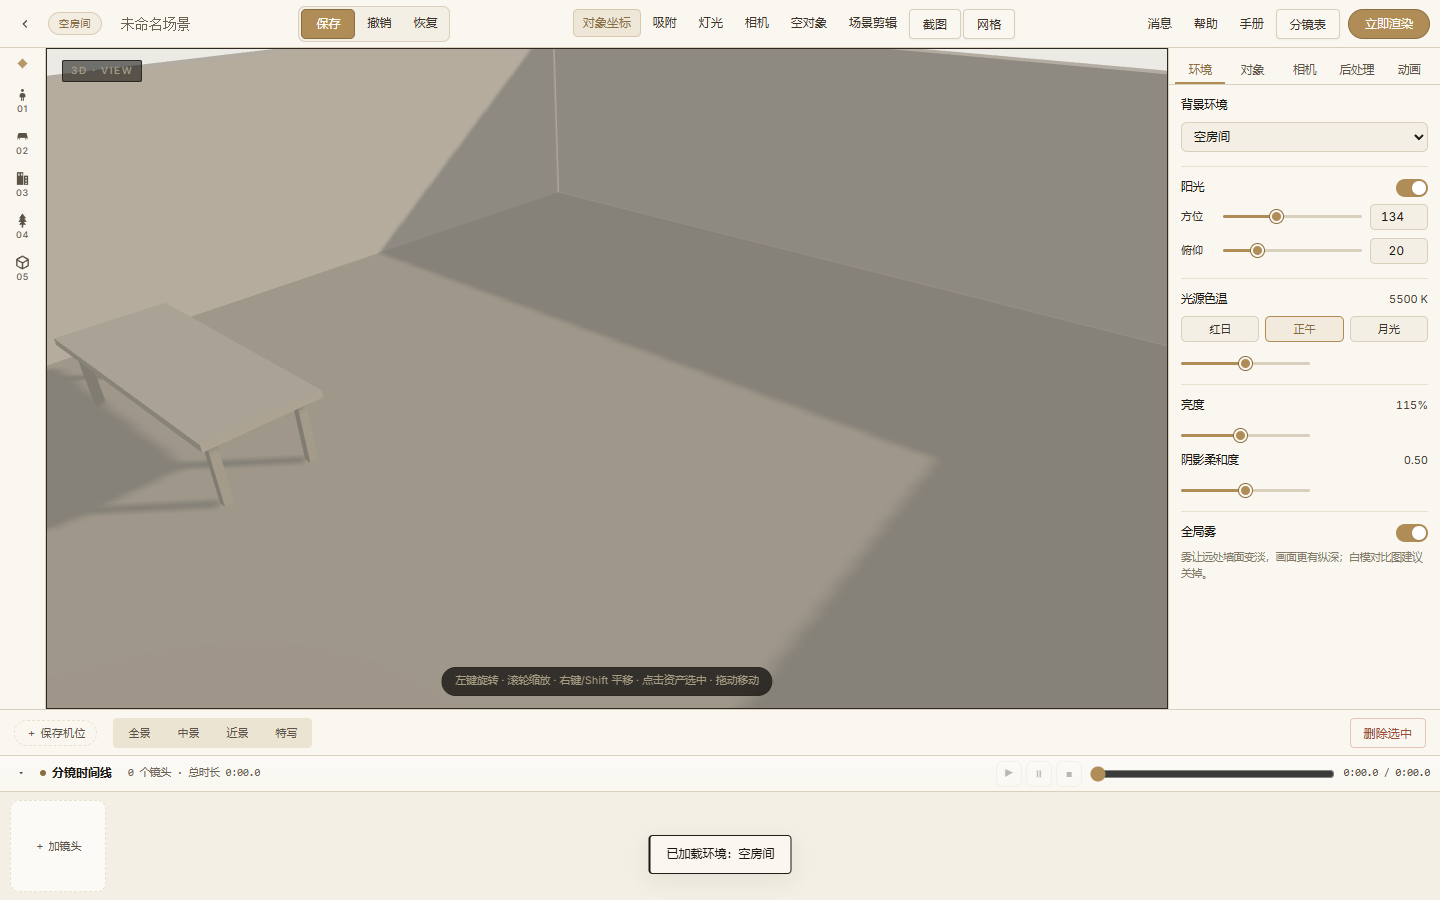 空房间
未命名场景
保存
撤销
恢复
对象坐标
吸附
灯光
相机
空对象
场景剪辑
截图
网格
消息
帮助
手册
分镜表
立即渲染
01
02
03
04
05
3D · VIEW
左键旋转 · 滚轮缩放 · 右键/Shift 平移 · 点击资产选中 · 拖动移动
环境
对象
相机
后处理
动画
背景环境
空房间
阳光
方位
134
俯仰
20
光源色温
5500 K
红日
正午
月光
亮度
115%
阴影柔和度
0.50
全局雾
雾让远处墙面变淡，画面更有纵深；白模对比图建议
关掉。
+ 保存机位
全景
中景
近景
特写
删除选中
分镜时间线
0 个镜头 · 总时长 0:00.0
0:00.0 / 0:00.0
+ 加镜头
已加载环境：空房间